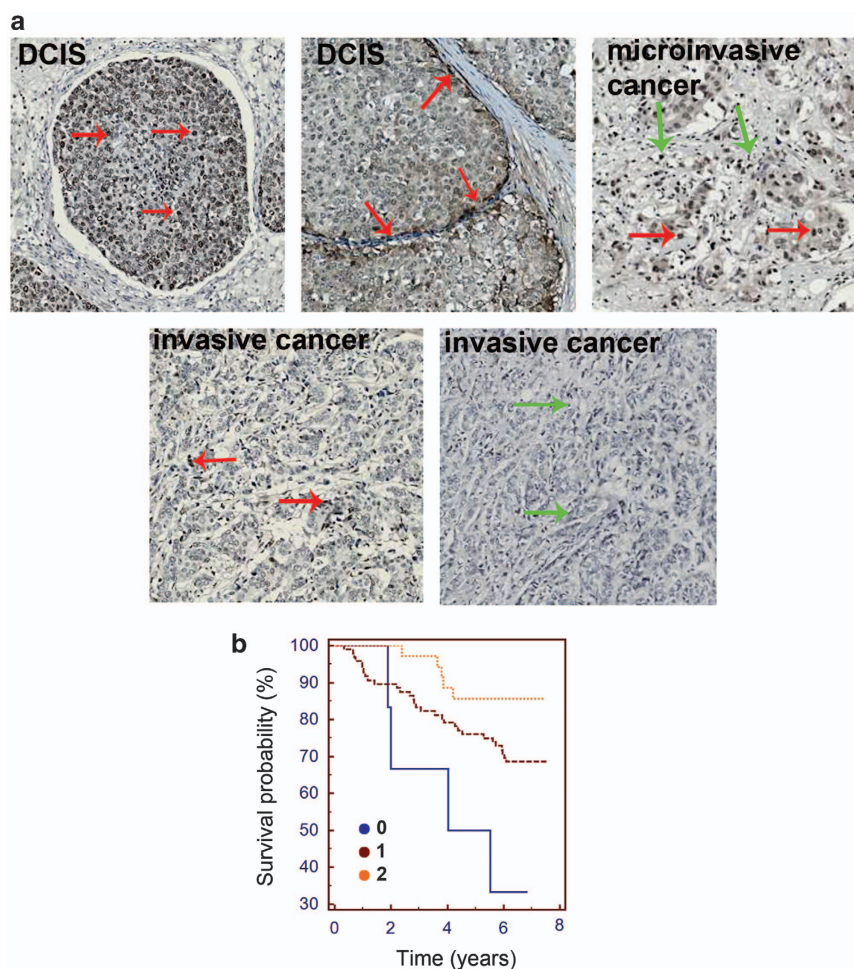 a
DCIS
DCIS
microinvasive
cancer
invasive cancer
invasive cancer
b
Survival probability (%)
100
90
80
70
60
50
40
30
0
1
2
0
2
4
6
8
Time (years)